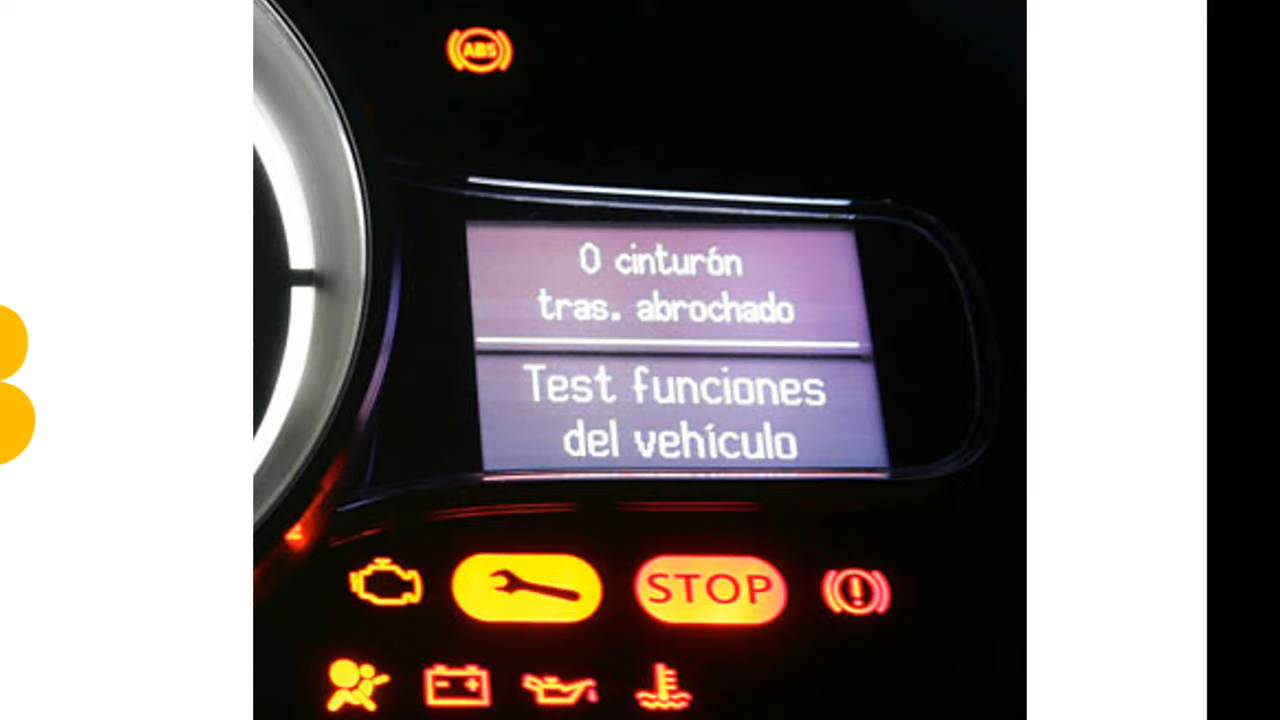 ABS
0 cinturón
tras. abrochado
Test funciones
del vehículo
STOP